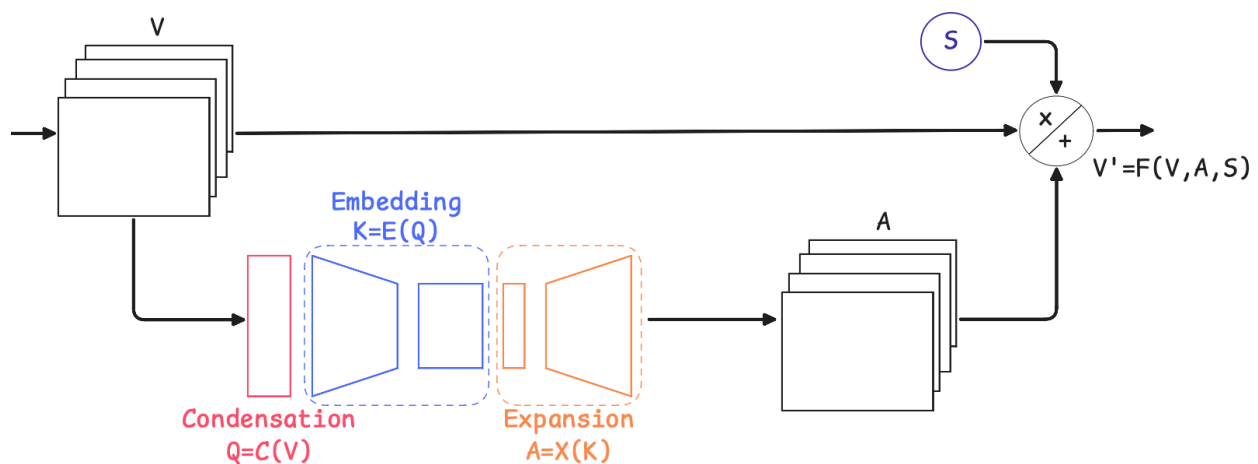 V
S
x
+
V'=F(V,A,S)
Embedding
K=E(Q)
A
Condensation
Q=C(V)
Expansion
A=X(K)